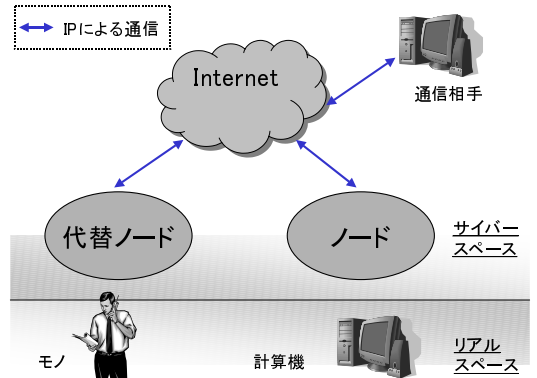 IPによる通信
Internet
通信相手
代替ノード
ノード
サイバー
スペース
モノ
計算機
リアル
スペース